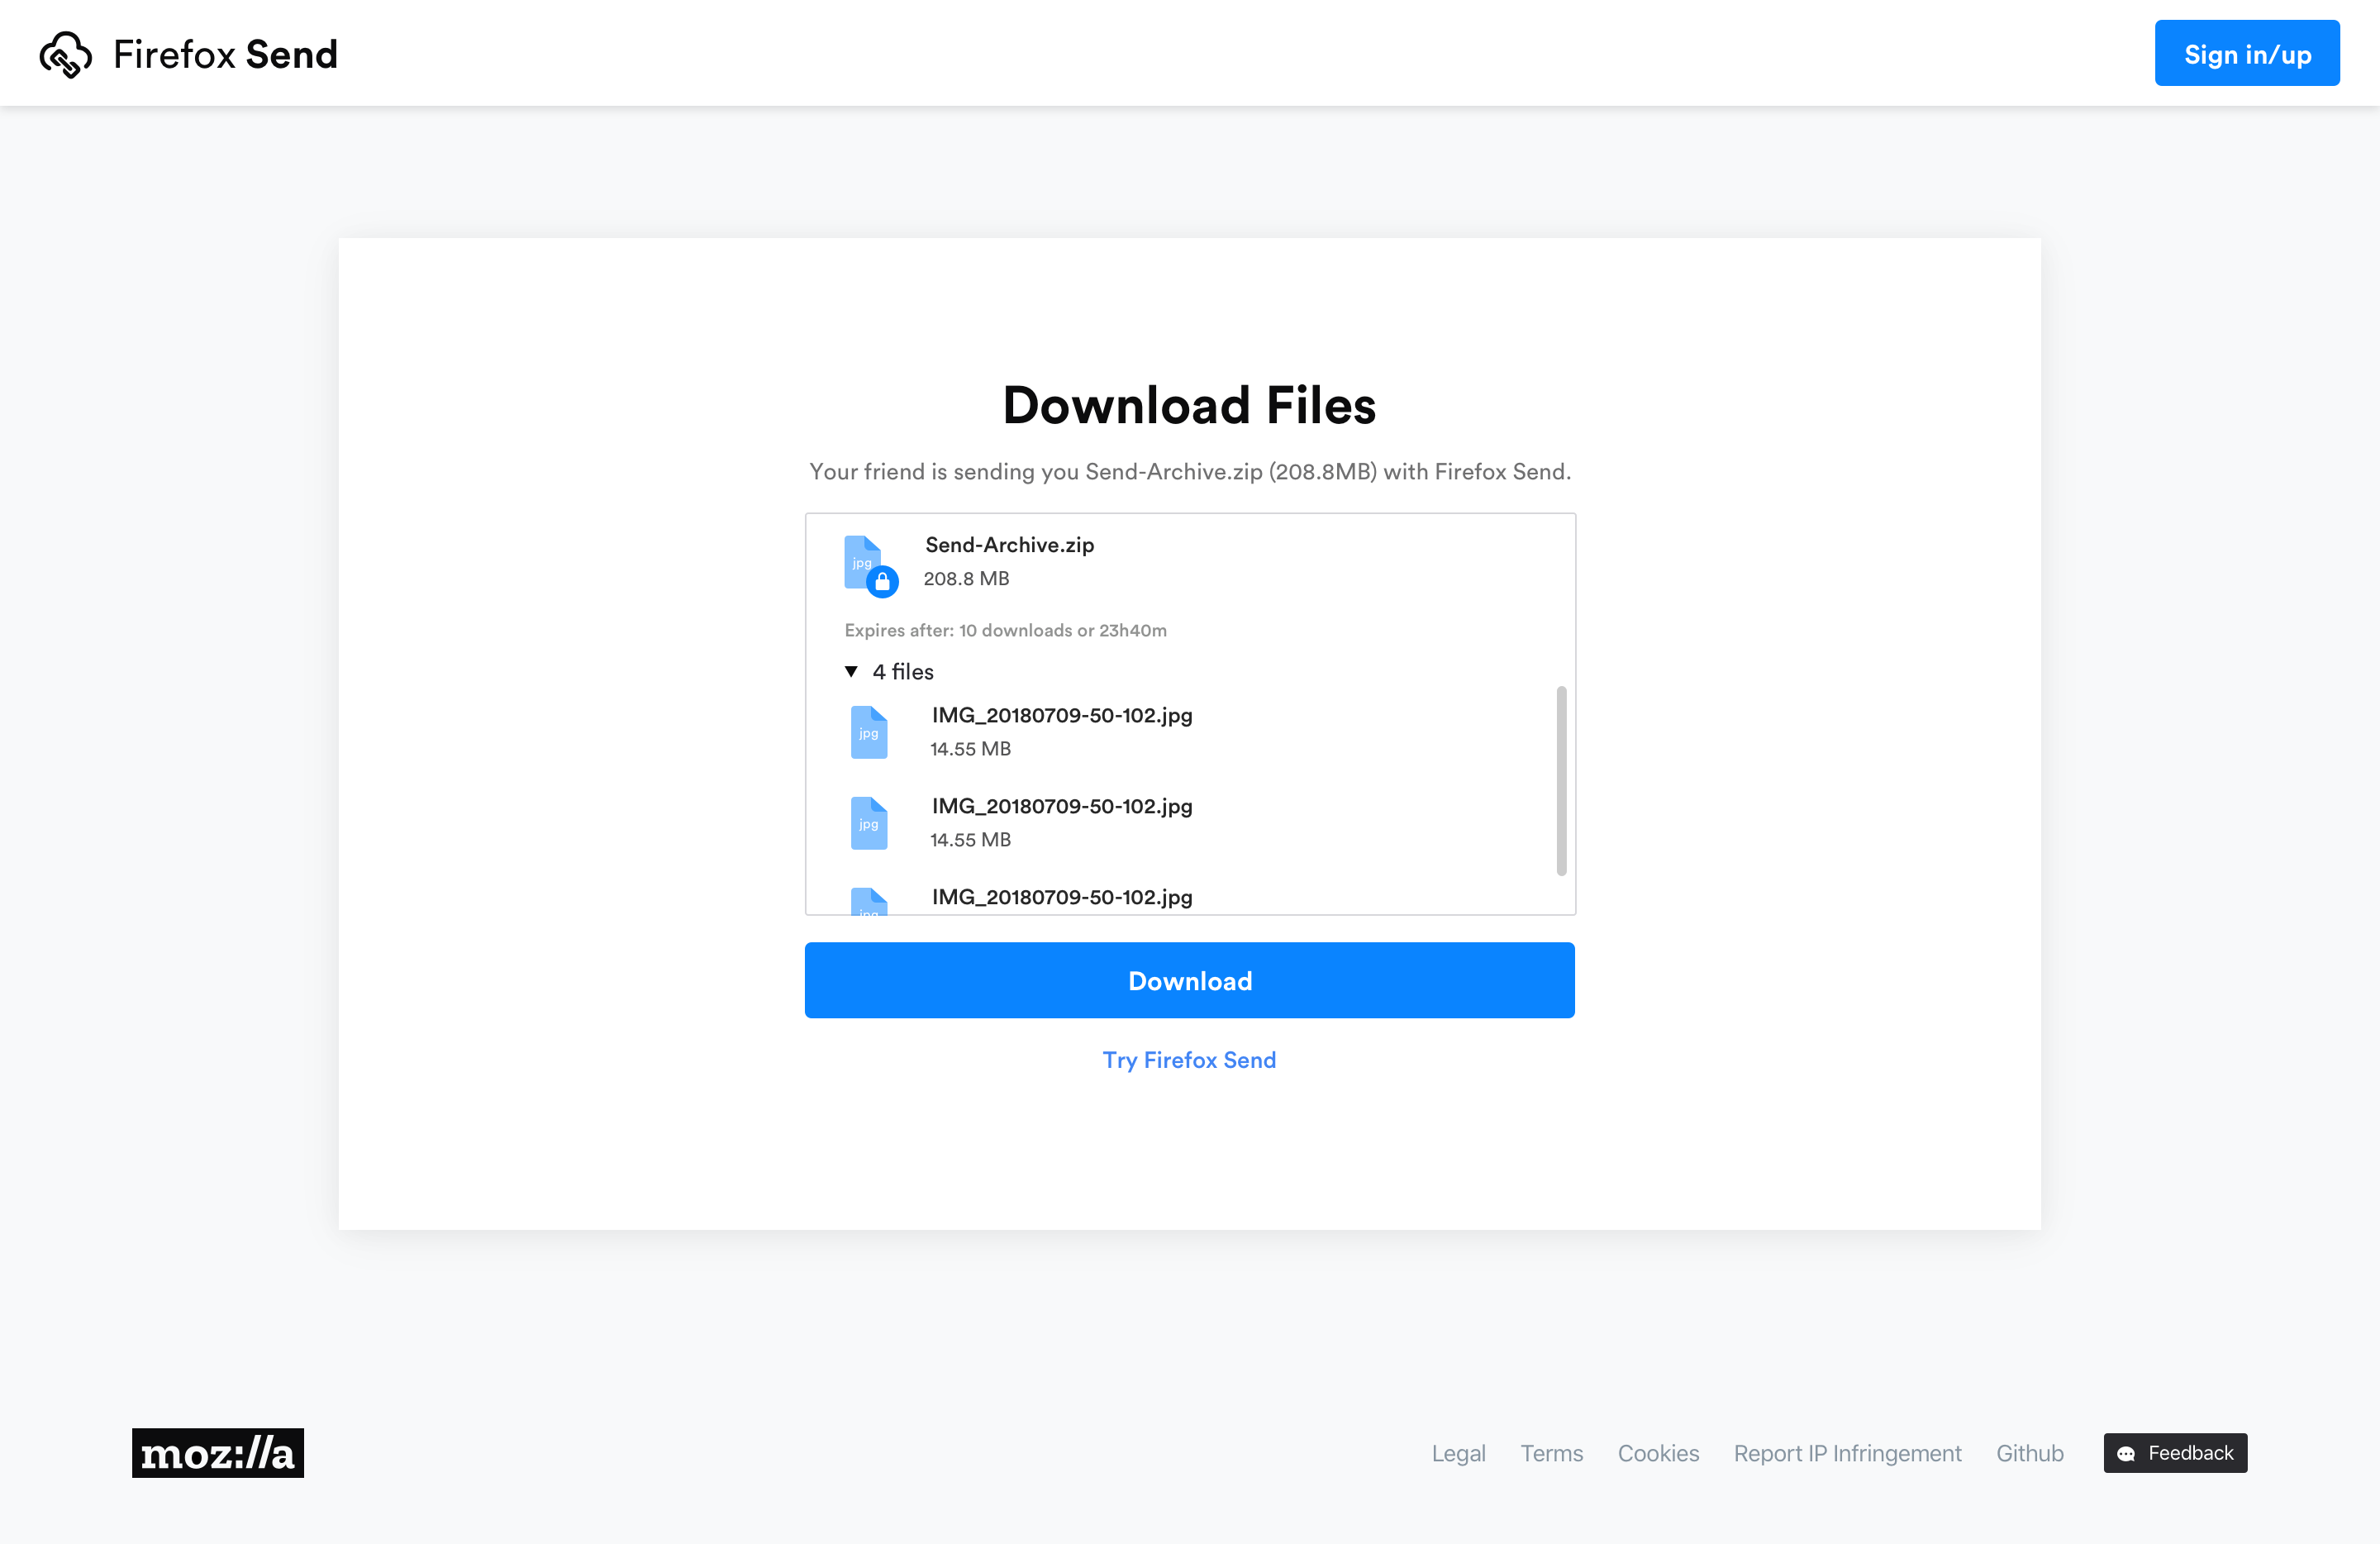 Firefox Send
Sign in/up
Download Files
Your friend is sending you Send-Archive.zip (208.8MB) with Firefox Send.
jpg
Send-Archive.zip
208.8 MB
Expires after: 10 downloads or 23h40m
4 files
jpg
IMG_20180709-50-102.jpg
14.55 MB
jpg
IMG_20180709-50-102.jpg
14.55 MB
jpg
IMG_20180709-50-102.jpg
Download
Try Firefox Send
moz://a
Legal Terms Cookies Report IP Infringement Github Feedback